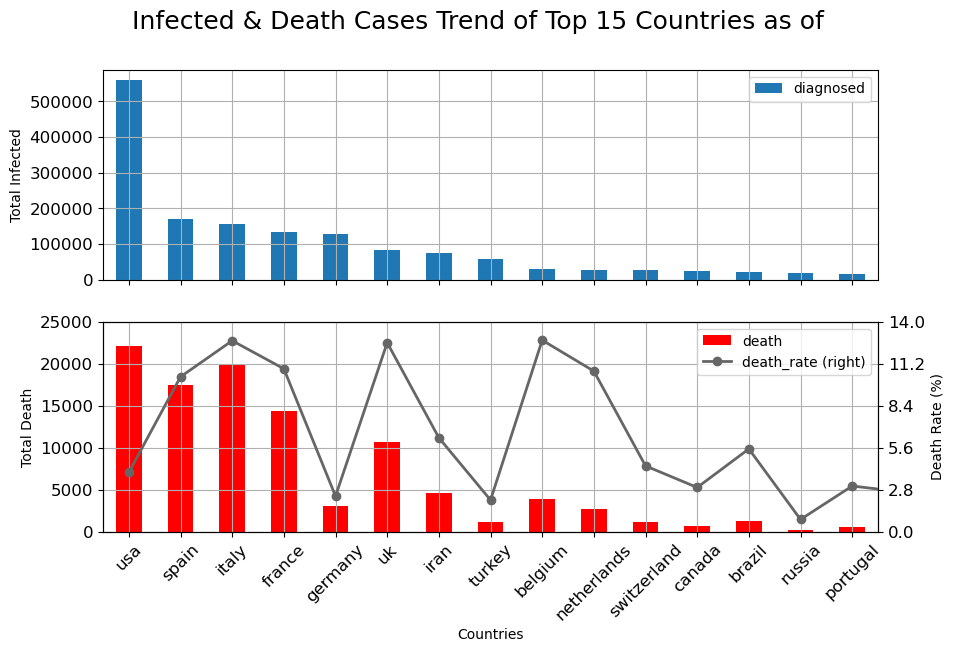 Infected & Death Cases Trend of Top 15 Countries as of
diagnosed
500000
400000
300000
200000
100000
0
Total Infected
death
death_rate (right)
25000
20000
15000
10000
5000
0
Total Death
14.0
11.2
8.4
5.6
2.8
0.0
Death Rate (%)
usa
spain
italy
france
germany
uk
iran
turkey
belgium
netherlands
switzerland
canada
brazil
russia
portugal
Countries